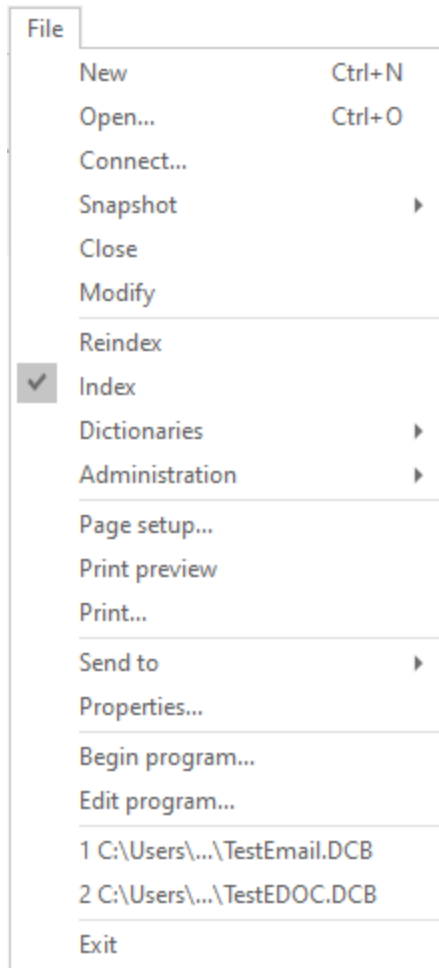 File
New Ctrl+N
Open... Ctrl+O
Connect...
Snapshot
Close
Modify
Reindex
Index
Dictionaries
Administration
Page setup...
Print preview
Print...
Send to
Properties...
Begin program...
Edit program...
1 C:\Users\...\TestEmail.DCB
2 C:\Users\...\TestEDOC.DCB
Exit